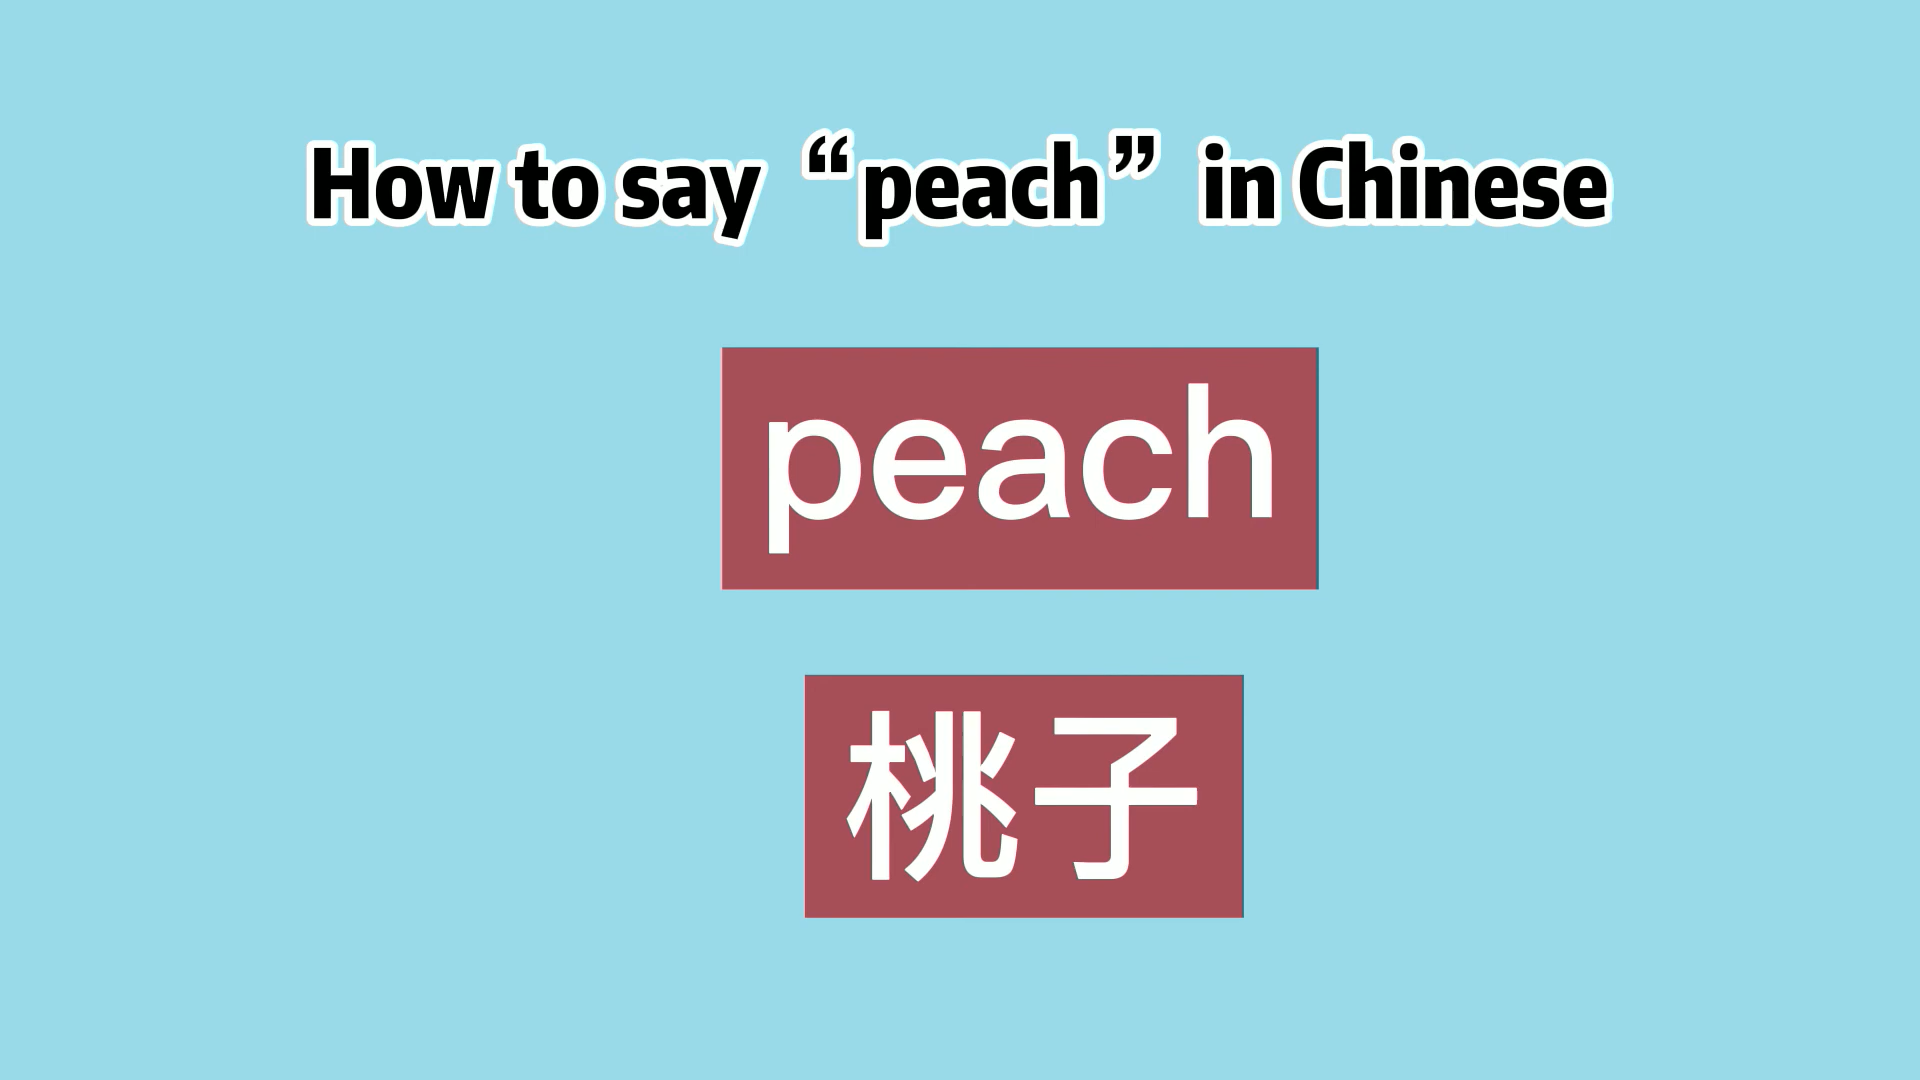 How to say “peach” in Chinese
peach
桃子